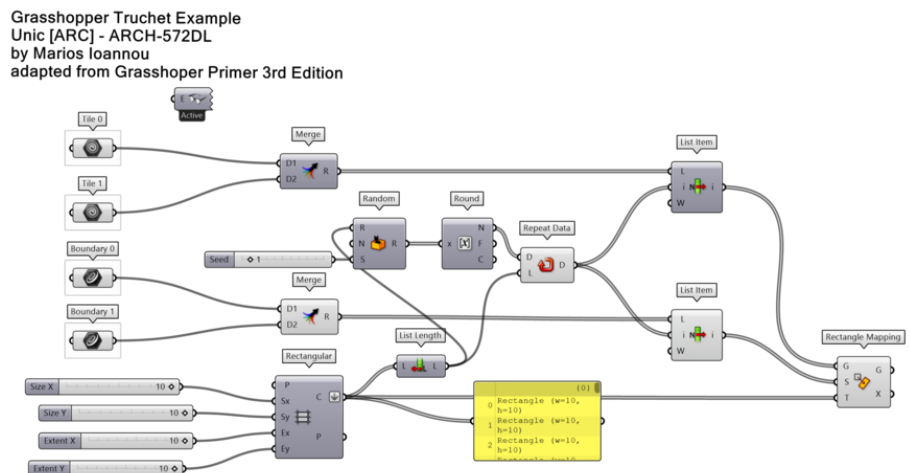 Grasshopper Truchet Example
Unic [ARC] - ARCH-572DL
by Marios Ioannou
adapted from Grasshoper Primer 3rd Edition
E
Active
Tile 0
Merge
D1
D2
R
List Item
L
i
W
N
i
Tile 1
Random
R
N
S
R
Round
x
N
F
C
Repeat Data
D
L
D
Boundary 0
Seed
1
Merge
D1
D2
R
List Item
L
i
W
N
i
Boundary 1
List Length
L
L
Rectangle Mapping
G
S
T
G
X
Rectangular
P
Sx
Sy
Ex
Ey
C
P
Size X 10
Size Y 10
Extent X 10
Extent Y 10
{0}
0 Rectangle (w=10,
h=10)
1 Rectangle (w=10,
h=10)
2 Rectangle (w=10,
h=10)